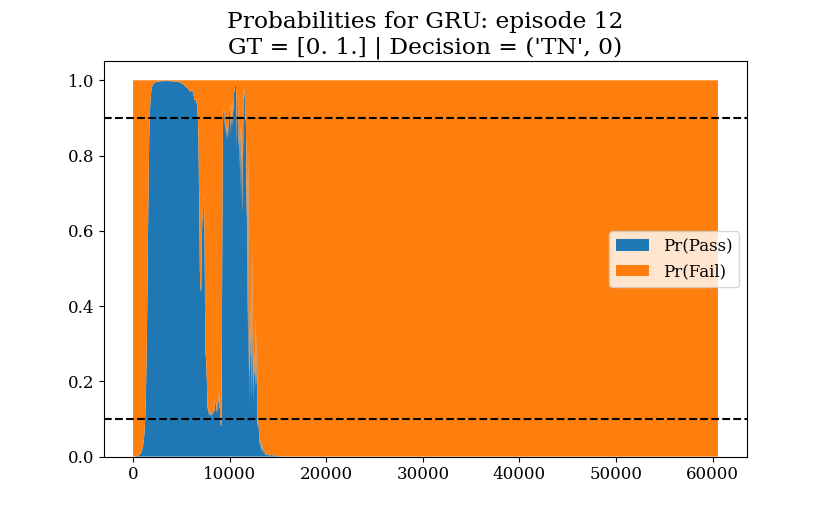 Probabilities for GRU: episode 12
GT = [0. 1.] | Decision = ('TN', 0)
1.0
0.8
0.6
0.4
0.2
0.0
Pr(Pass)
Pr(Fail)
0 10000 20000 30000 40000 50000 60000